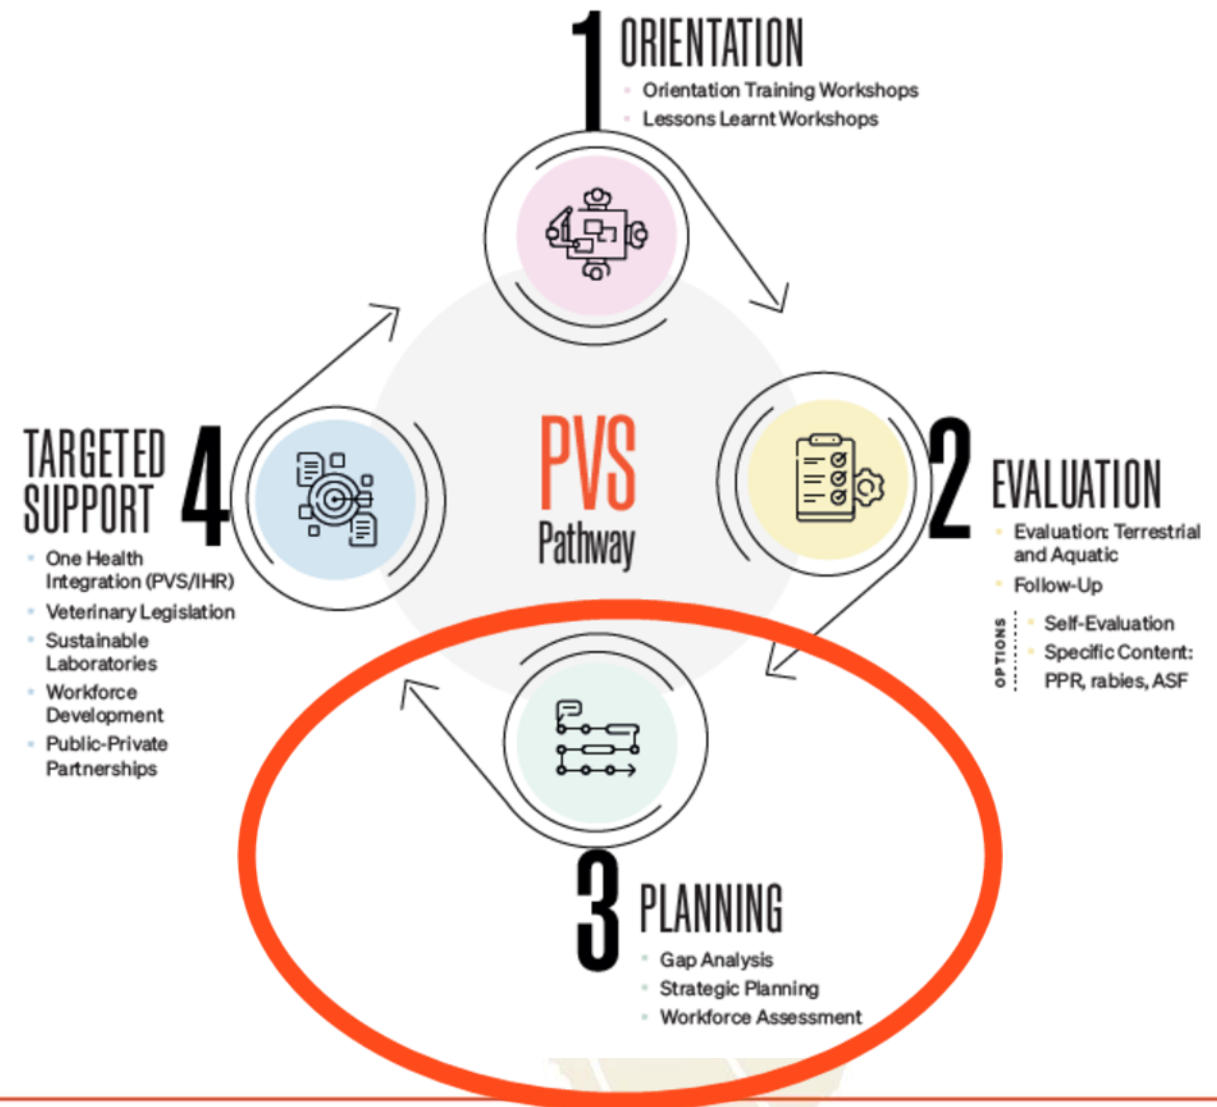 1 ORIENTATION
Orientation Training Workshops
Lessons Learnt Workshops
PVS
Pathway
2 EVALUATION
Evaluation: Terrestrial
and Aquatic
Follow-Up
OPTIONS
Self-Evaluation
Specific Content:
PPR, rabies, ASF
3 PLANNING
Gap Analysis
Strategic Planning
Workforce Assessment
TARGETED
SUPPORT 4
One Health
Integration (PVS/IHR)
Veterinary Legislation
Sustainable
Laboratories
Workforce
Development
Public-Private
Partnerships